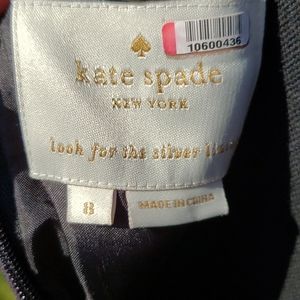 10600436
kate spade
NEW YORK
look for the silver
8
MADE IN CHINA